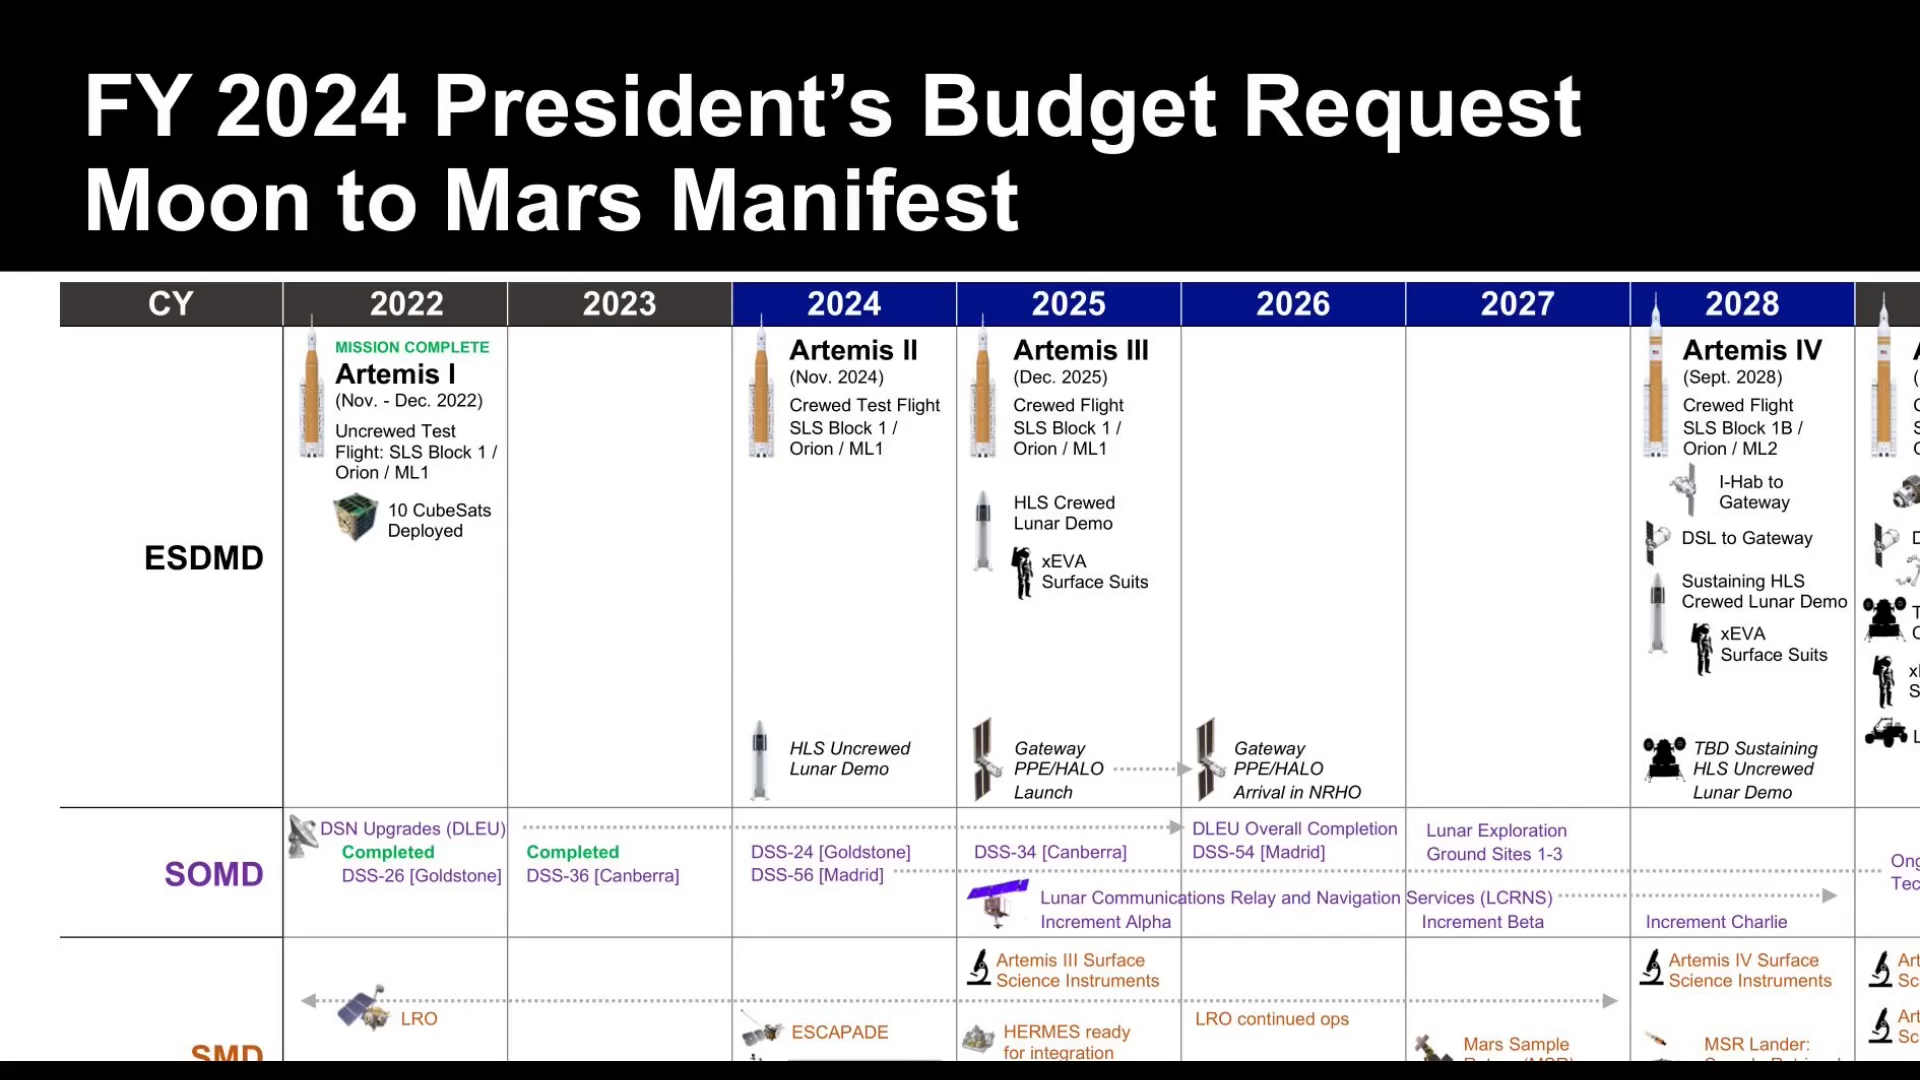 FY 2024 President’s Budget Request
Moon to Mars Manifest
CY
2022
2023
2024
2025
2026
2027
2028
ESDMD
MISSION COMPLETE
Artemis I
(Nov. - Dec. 2022)
Uncrewed Test
Flight: SLS Block 1 /
Orion / ML1
10 CubeSats
Deployed
Artemis II
(Nov. 2024)
Crewed Test Flight
SLS Block 1 /
Orion / ML1
HLS Uncrewed
Lunar Demo
Artemis III
(Dec. 2025)
Crewed Flight
SLS Block 1 /
Orion / ML1
HLS Crewed
Lunar Demo
xEVA
Surface Suits
Gateway
PPE/HALO
Launch
Gateway
PPE/HALO
Arrival in NRHO
Artemis IV
(Sept. 2028)
Crewed Flight
SLS Block 1B /
Orion / ML2
I-Hab to
Gateway
DSL to Gateway
Sustaining HLS
Crewed Lunar Demo
xEVA
Surface Suits
TBD Sustaining
HLS Uncrewed
Lunar Demo
SOMD
DSN Upgrades (DLEU)
Completed
DSS-26 [Goldstone]
Completed
DSS-36 [Canberra]
DSS-24 [Goldstone]
DSS-56 [Madrid]
DSS-34 [Canberra]
DLEU Overall Completion
DSS-54 [Madrid]
Lunar Exploration
Ground Sites 1-3
Lunar Communications Relay and Navigation Services (LCRNS)
Increment Alpha
Increment Beta
Increment Charlie
SMD
LRO
ESCAPADE
Artemis III Surface
Science Instruments
HERMES ready
for integration
LRO continued ops
Mars Sample
Artemis IV Surface
Science Instruments
MSR Lander: